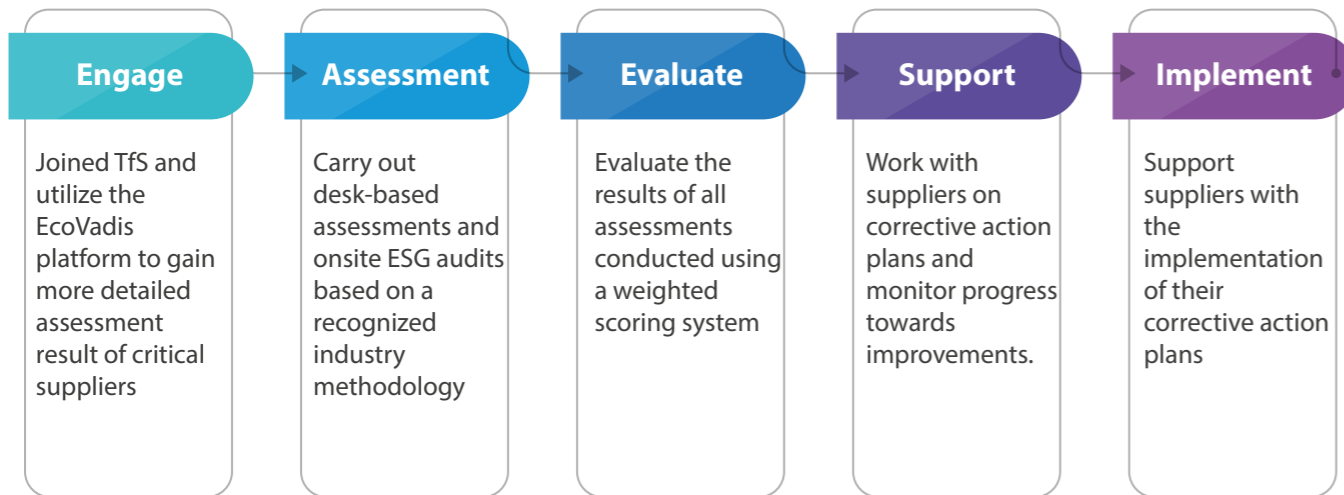 Engage
Joined TfS and
utilize the
EcoVadis
platform to gain
more detailed
assessment
result of critical
suppliers
Assessment
Carry out
desk-based
assessments and
onsite ESG audits
based on a
recognized
industry
methodology
Evaluate
Evaluate the
results of all
assessments
conducted using
a weighted
scoring system
Support
Work with
suppliers on
corrective action
plans and
monitor progress
towards
improvements.
Implement
Support
suppliers with
the
implementation
of their
corrective action
plans